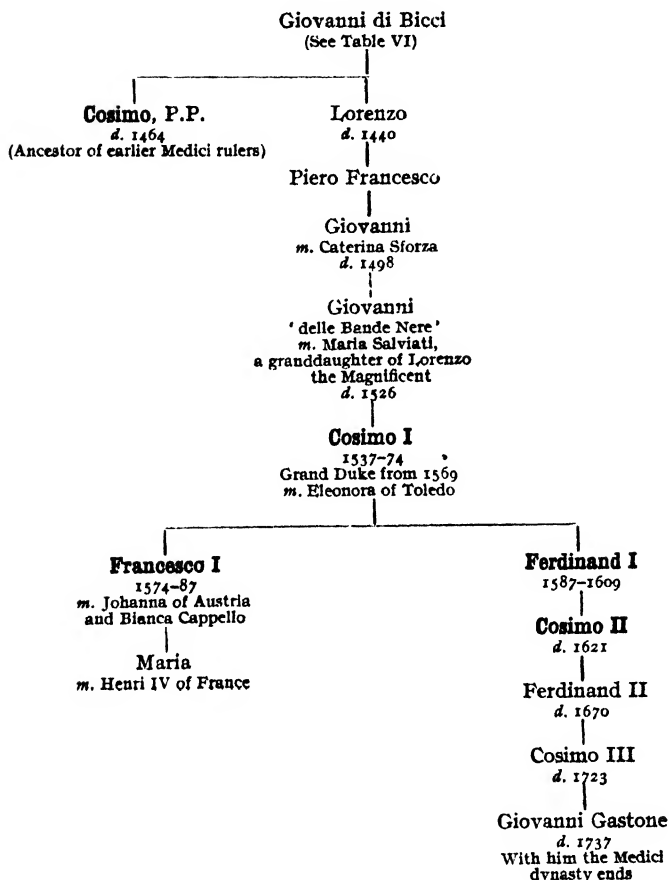 Giovanni di Bicci
(See Table VI)
Cosimo, P.P.
d. 1464
(Ancestor of earlier Medici rulers)
Lorenzo
d. 1440
Piero Francesco
Giovanni
m. Caterina Sforza
d. 1498
Giovanni
‘ delle Bande Nere ’
m. Maria Salviati,
a granddaughter of Lorenzo
the Magnificent
d. 1526
Cosimo I
1537–74
Grand Duke from 1569
m. Eleonora of Toledo
Francesco I
1574–87
m. Johanna of Austria
and Bianca Cappello
Maria
m. Henri IV of France
Ferdinand I
1587–1609
Cosimo II
d. 1621
Ferdinand II
d. 1670
Cosimo III
d. 1723
Giovanni Gastone
d. 1737
With him the Medici
dynasty ends